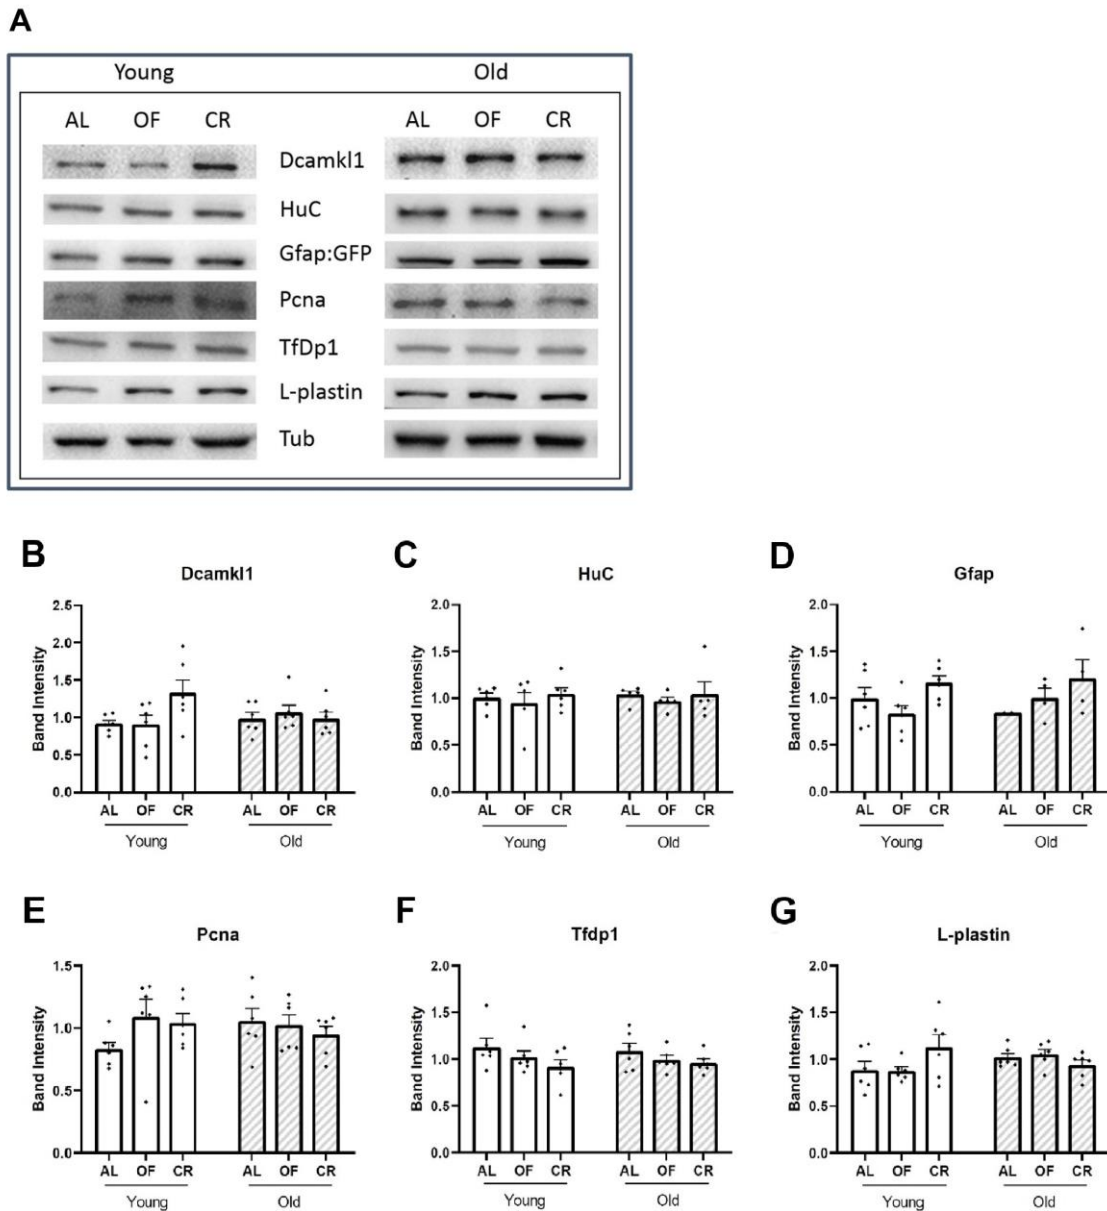 A
Young Old
AL OF CR AL OF CR
Dcamkl1
HuC
Gfap:GFP
Pcna
TfDp1
L-plastin
Tub
B
Dcamkl1
Band Intensity
2.5
2.0
1.5
1.0
0.5
0.0
AL OF CR AL OF CR
Young Old
C
HuC
Band Intensity
2.0
1.5
1.0
0.5
0.0
AL OF CR AL OF CR
Young Old
D
Gfap
Band Intensity
2.0
1.5
1.0
0.5
0.0
AL OF CR AL OF CR
Young Old
E
Pcna
Band Intensity
1.5
1.0
0.5
0.0
AL OF CR AL OF CR
Young Old
F
Tfdp1
Band Intensity
2.0
1.5
1.0
0.5
0.0
AL OF CR AL OF CR
Young Old
G
L-plastin
Band Intensity
2.0
1.5
1.0
0.5
0.0
AL OF CR AL OF CR
Young Old